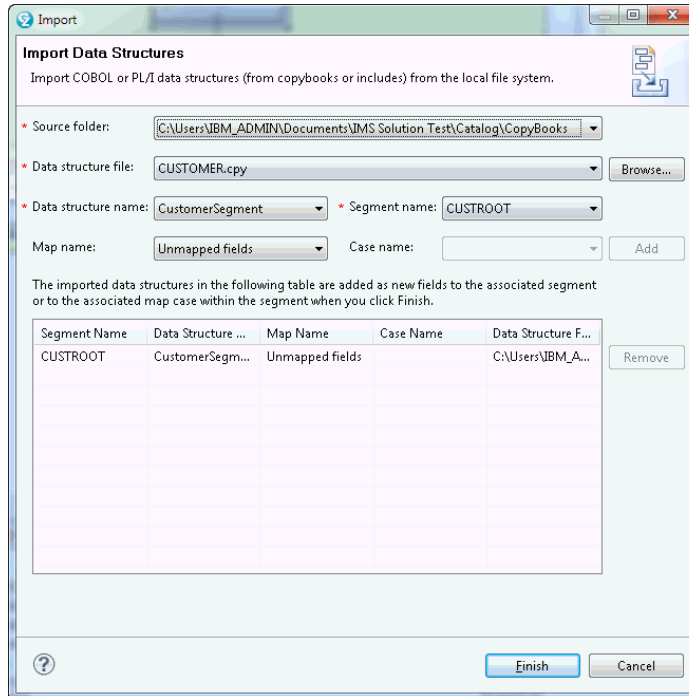 Import
Import Data Structures
Import COBOL or PL/I data structures (from copybooks or includes) from the local file system.
* Source folder: C:\Users\IBM_ADMIN\Documents\IMS Solution Test\Catalog\CopyBooks
* Data structure file: CUSTOMER.cpy Browse...
* Data structure name: CustomerSegment * Segment name: CUSTROOT
Map name: Unmapped fields Case name: Add
The imported data structures in the following table are added as new fields to the associated segment
or to the associated map case within the segment when you click Finish.
Segment Name Data Structure ... Map Name Case Name Data Structure F...
CUSTROOT CustomerSegm... Unmapped fields C:\Users\IBM_A... Remove
? Finish Cancel